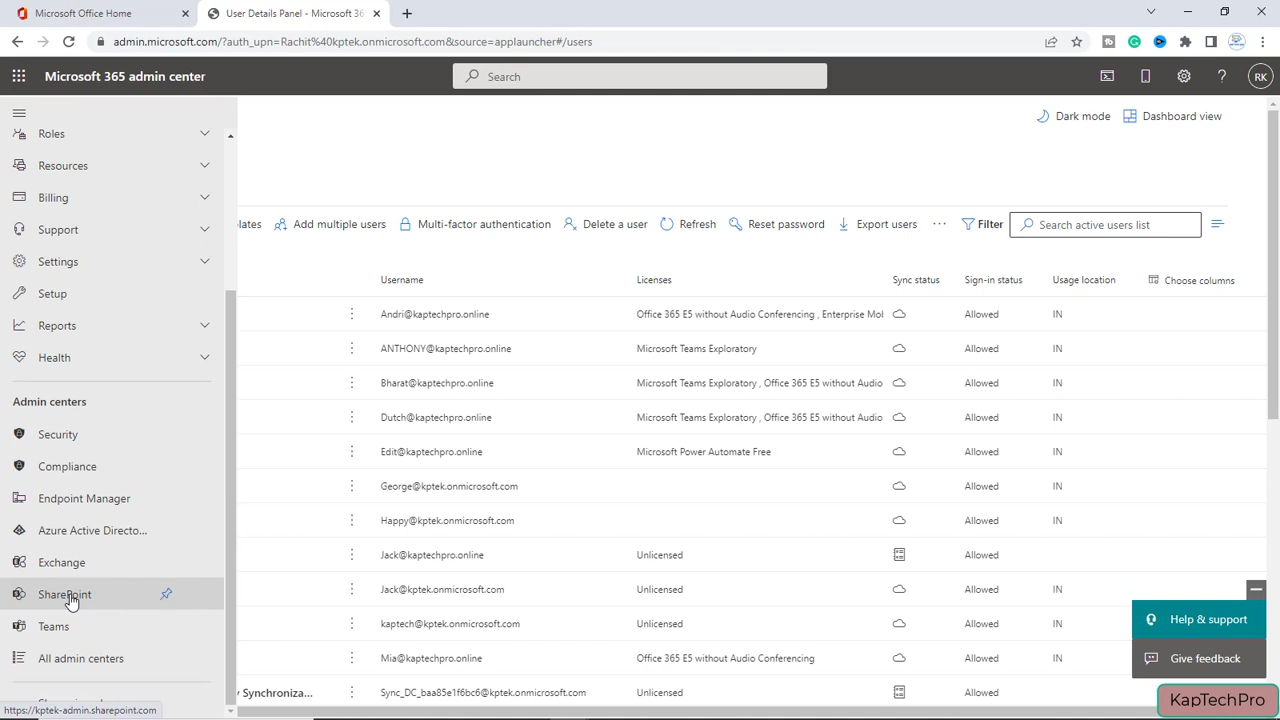 Microsoft Office Home
User Details Panel - Microsoft 36
admin.microsoft.com/?auth_upn=Rachit%40kptek.onmicrosoft.com&source=applauncher#/users
Microsoft 365 admin center
Search
RK
Dark mode
Dashboard view
Roles
Resources
Billing
Support
Settings
Setup
Reports
Health
Admin centers
Security
Compliance
Endpoint Manager
Azure Active Directo...
Exchange
SharePoint
Teams
All admin centers
https://kptek-admin.sharepoint.com
lates
Add multiple users
Multi-factor authentication
Delete a user
Refresh
Reset password
Export users
Filter
Search active users list
Username Licenses Sync status Sign-in status Usage location Choose columns
Andri@kaptechpro.online Office 365 E5 without Audio Conferencing , Enterprise Mol Allowed IN
ANTHONY@kaptechpro.online Microsoft Teams Exploratory Allowed IN
Bharat@kaptechpro.online Microsoft Teams Exploratory , Office 365 E5 without Audio Allowed IN
Dutch@kaptechpro.online Microsoft Teams Exploratory , Office 365 E5 without Audio Allowed IN
Edit@kaptechpro.online Microsoft Power Automate Free Allowed IN
George@kptek.onmicrosoft.com Allowed IN
Happy@kptek.onmicrosoft.com Allowed IN
Jack@kaptechpro.online Unlicensed Allowed
Jack@kptek.onmicrosoft.com Unlicensed Allowed IN
kaptech@kptek.onmicrosoft.com Unlicensed Allowed IN
Mia@kaptechpro.online Office 365 E5 without Audio Conferencing Allowed IN
y Synchroniza... Sync_DC_baa85e1f6bc6@kptek.onmicrosoft.com Unlicensed Allowed
Help & support
Give feedback
KapTechPro